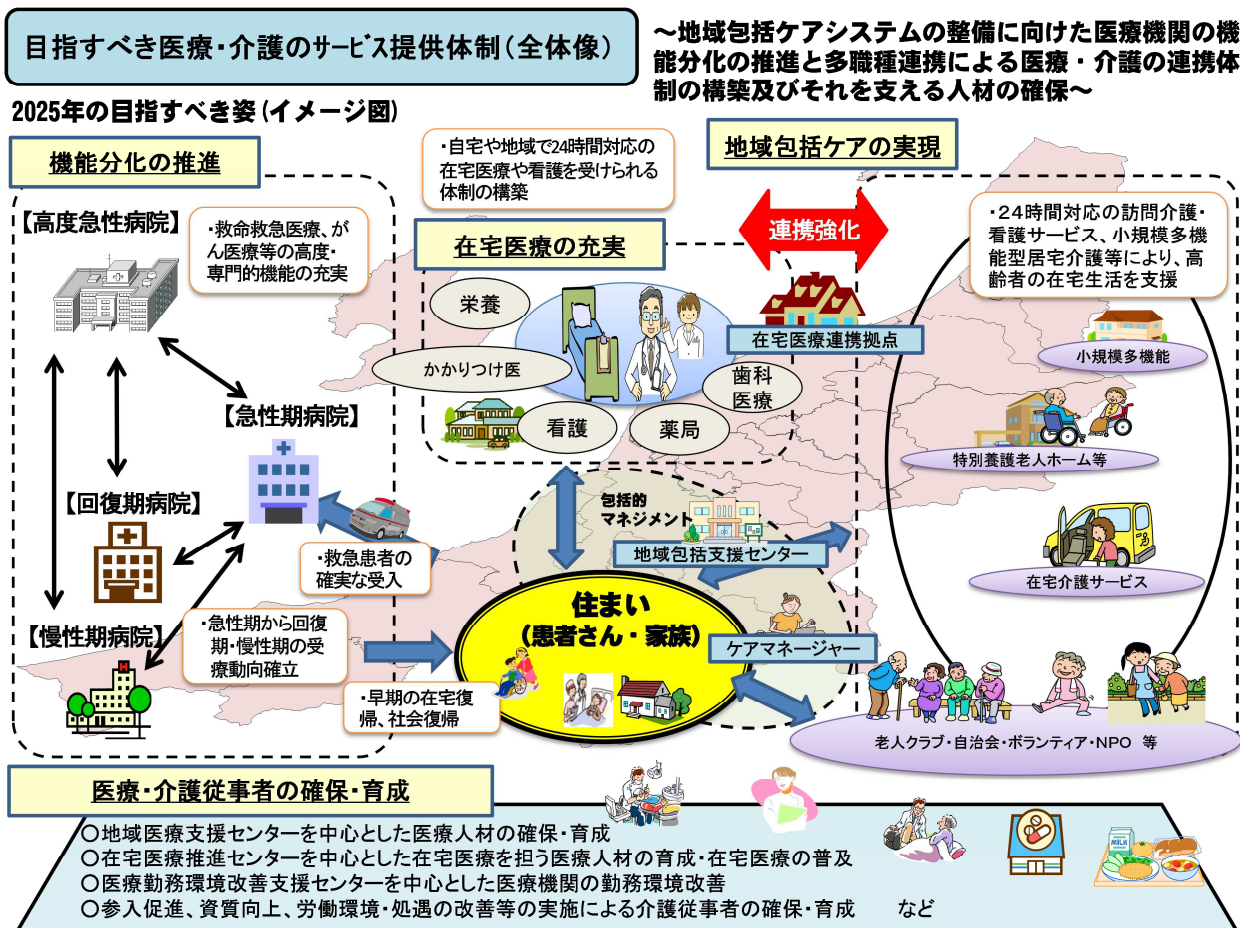 目指すべき医療・介護のサービス提供体制(全体像)
～地域包括ケアシステムの整備に向けた医療機関の機
能分化の推進と多職種連携による医療・介護の連携体
制の構築及びそれを支える人材の確保～
2025年の目指すべき姿(イメージ図)
機能分化の推進
【高度急性病院】
・救命救急医療、が
ん医療等の高度・
専門的機能の充実
【急性期病院】
【回復期病院】
・救急患者の
確実な受入
【慢性期病院】
・急性期から回復
期・慢性期の受
療動向確立
・早期の在宅復
帰、社会復帰
・自宅や地域で24時間対応の
在宅医療や看護を受けられる
体制の構築
在宅医療の充実
栄養
かかりつけ医
看護
薬局
歯科
医療
連携強化
在宅医療連携拠点
包括的
マネジメント
地域包括支援センター
住まい
(患者さん・家族)
ケアマネージャー
地域包括ケアの実現
・２４時間対応の訪問介護・
看護サービス、小規模多機
能型居宅介護等により、高
齢者の在宅生活を支援
小規模多機能
特別養護老人ホーム等
在宅介護サービス
老人クラブ・自治会・ボランティア・NPO 等
医療・介護従事者の確保・育成
○地域医療支援センターを中心とした医療人材の確保・育成
○在宅医療推進センターを中心とした在宅医療を担う医療人材の育成・在宅医療の普及
○医療勤務環境改善支援センターを中心とした医療機関の勤務環境改善
○参入促進、資質向上、労働環境・処遇の改善等の実施による介護従事者の確保・育成 など
MILK
H